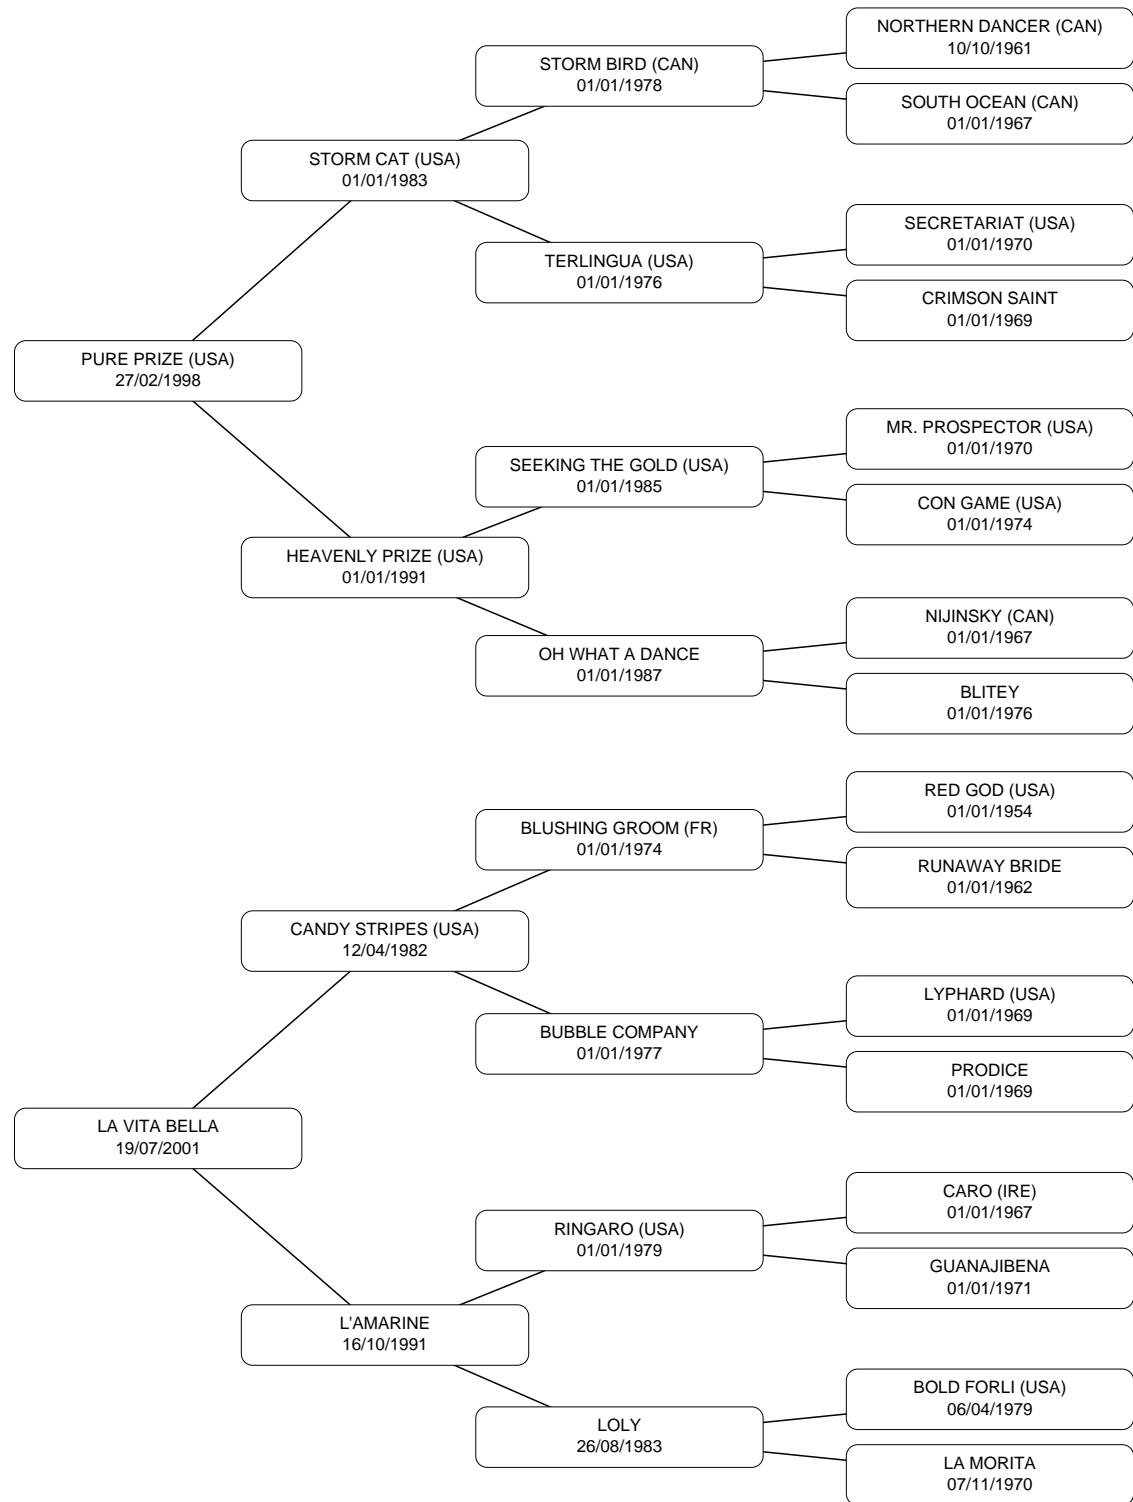 NORTHERN DANCER (CAN)
10/10/1961
STORM BIRD (CAN)
01/01/1978
SOUTH OCEAN (CAN)
01/01/1967
STORM CAT (USA)
01/01/1983
SECRETARIAT (USA)
01/01/1970
TERLINGUA (USA)
01/01/1976
CRIMSON SAINT
01/01/1969
PURE PRIZE (USA)
27/02/1998
MR. PROSPECTOR (USA)
01/01/1970
SEEKING THE GOLD (USA)
01/01/1985
CON GAME (USA)
01/01/1974
HEAVENLY PRIZE (USA)
01/01/1991
NIJINSKY (CAN)
01/01/1967
OH WHAT A DANCE
01/01/1987
BLITEY
01/01/1976
RED GOD (USA)
01/01/1954
BLUSHING GROOM (FR)
01/01/1974
RUNAWAY BRIDE
01/01/1962
CANDY STRIPES (USA)
12/04/1982
LYPHARD (USA)
01/01/1969
BUBBLE COMPANY
01/01/1977
PRODICE
01/01/1969
LA VITA BELLA
19/07/2001
CARO (IRE)
01/01/1967
RINGARO (USA)
01/01/1979
GUANAJIBENA
01/01/1971
L'AMARINE
16/10/1991
BOLD FORLI (USA)
06/04/1979
LOLY
26/08/1983
LA MORITA
07/11/1970